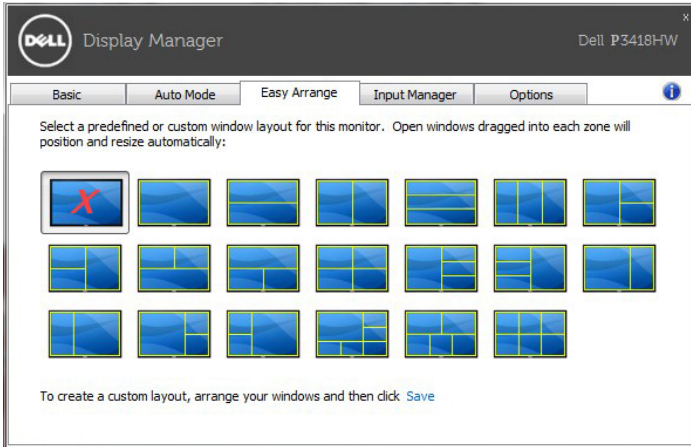 x
DELL Display Manager Dell P3418HW
Basic Auto Mode Easy Arrange Input Manager Options i
Select a predefined or custom window layout for this monitor. Open windows dragged into each zone will
position and resize automatically:
X
To create a custom layout, arrange your windows and then click Save